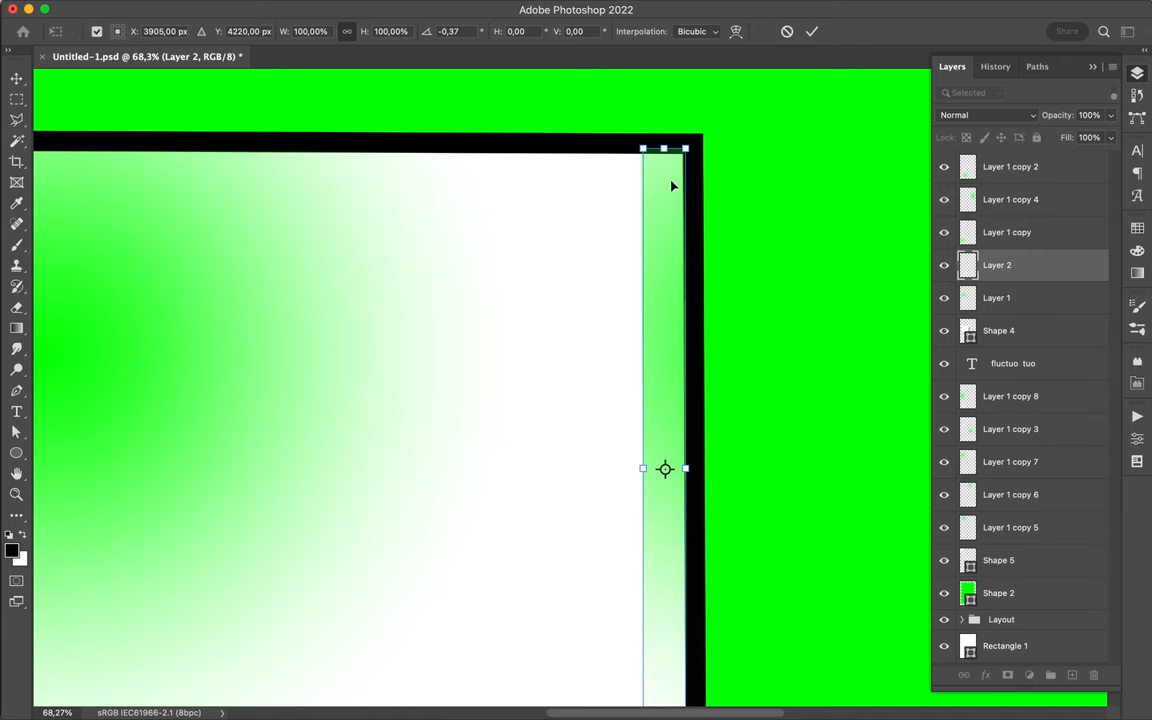 Adobe Photoshop 2022
X: 3905,00 px Y: 4220,00 px W: 100,00% H: 100,00% -0,37 H: 0,00 V: 0,00 Interpolation: Bicubic Share
Untitled-1.psd @ 68,3% (Layer 2, RGB/8) *
Layers History Paths
Selected
Normal Opacity: 100%
Lock: Fill: 100%
Layer 1 copy 2
Layer 1 copy 4
Layer 1 copy
Layer 2
Layer 1
Shape 4
T fluctuo tuo
Layer 1 copy 8
Layer 1 copy 3
Layer 1 copy 7
Layer 1 copy 6
Layer 1 copy 5
Shape 5
Shape 2
Layout
Rectangle 1
68,27% sRGB IEC61966-2.1 (8bpc)